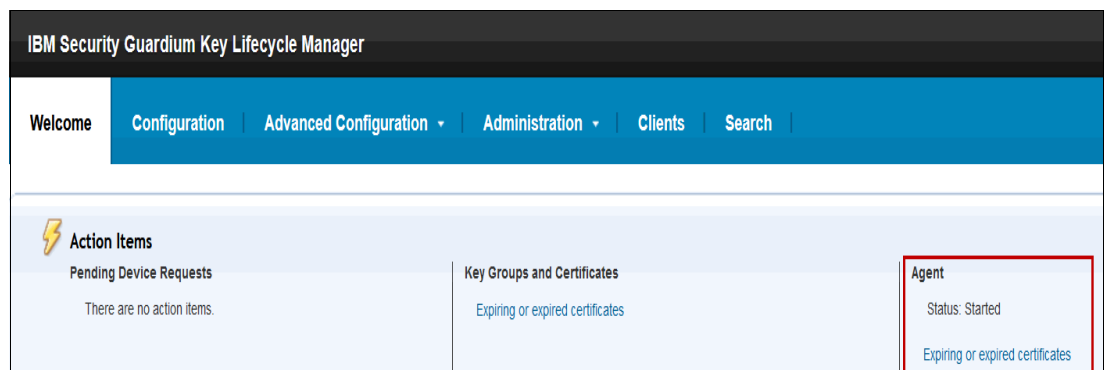 IBM Security Guardium Key Lifecycle Manager
Welcome Configuration Advanced Configuration Administration Clients Search
Action Items
Pending Device Requests
There are no action items.
Key Groups and Certificates
Expiring or expired certificates
Agent
Status: Started
Expiring or expired certificates